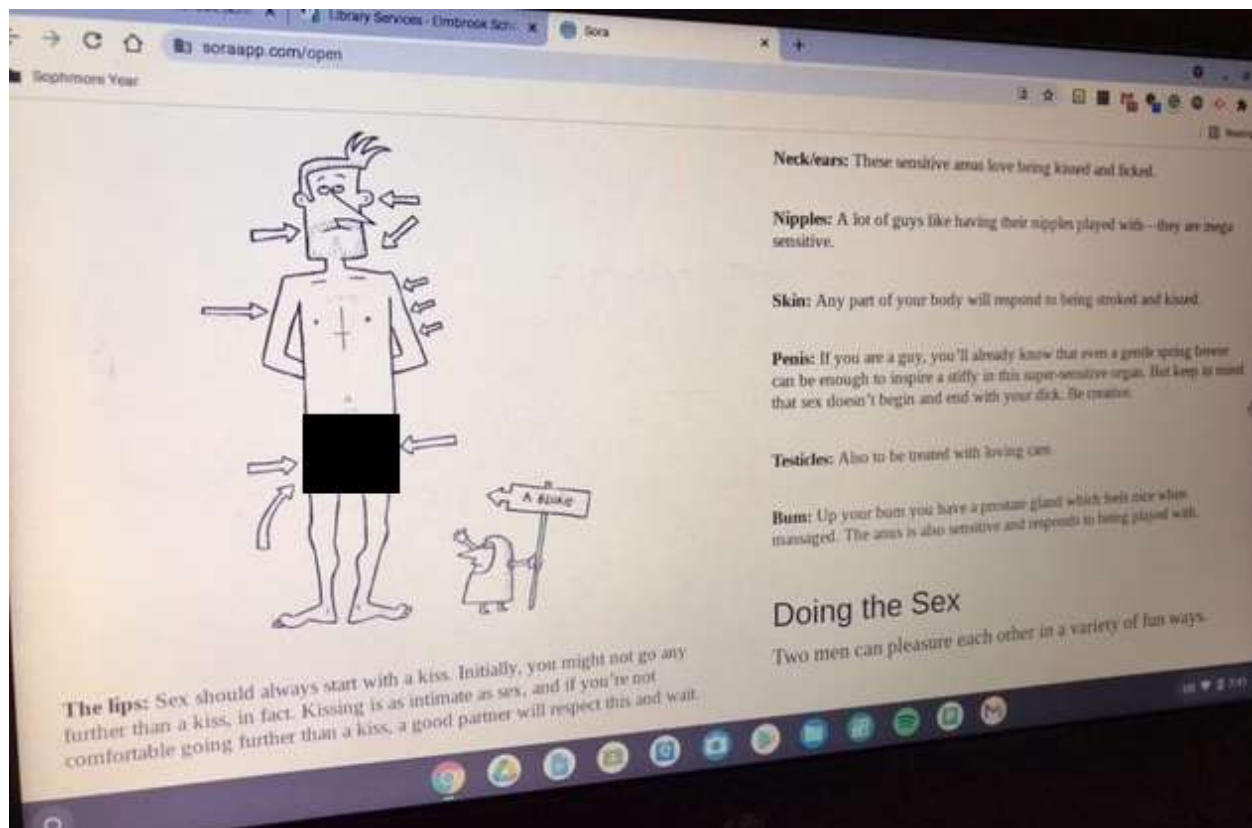 Library Services - Elmbrook Scho
Sora
soraapp.com/open
Sophmore Year
A SPIKE
The lips: Sex should always start with a kiss. Initially, you might not go any
further than a kiss, in fact. Kissing is as intimate as sex, and if you're not
comfortable going further than a kiss, a good partner will respect this and wait.
Neck/ears: These sensitive areas love being kissed and licked.
Nipples: A lot of guys like having their nipples played with—they are mega
sensitive.
Skin: Any part of your body will respond to being stroked and kissed.
Penis: If you are a guy, you'll already know that even a gentle spring breeze
can be enough to inspire a stiffy in this super-sensitive organ. But keep in mind
that sex doesn't begin and end with your dick. Be creative.
Testicles: Also to be treated with loving care.
Bum: Up your bum you have a prostate gland which feels nice when
massaged. The anus is also sensitive and responds to being played with.
Doing the Sex
Two men can pleasure each other in a variety of fun ways.